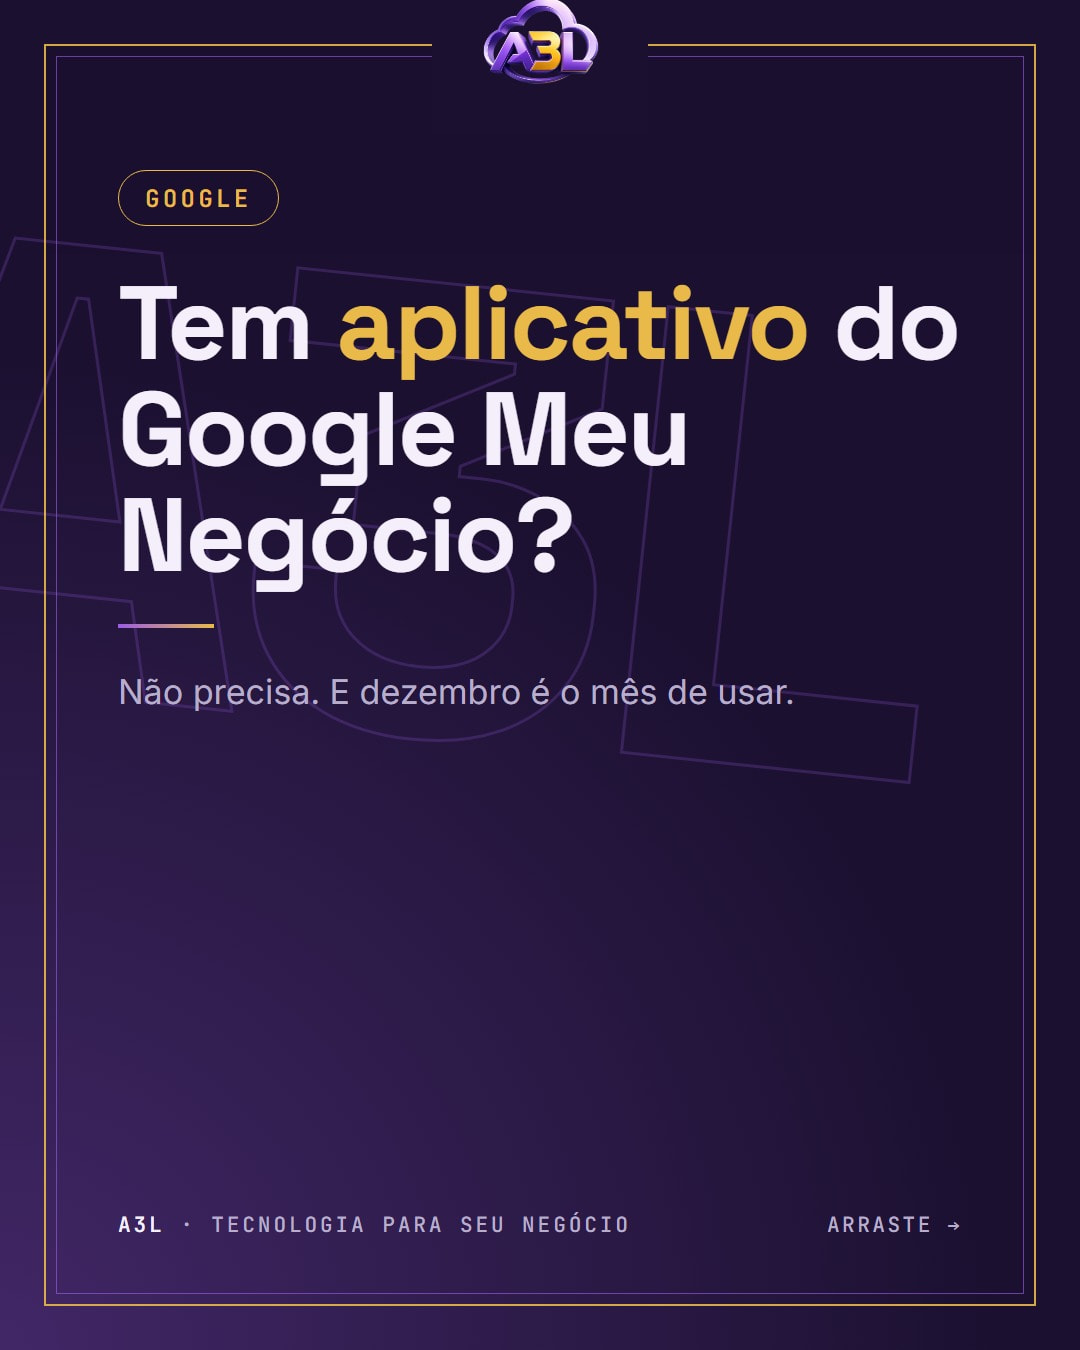 A3L
GOOGLE
Tem aplicativo do
Google Meu
Negócio?
Não precisa. E dezembro é o mês de usar.
A3L · TECNOLOGIA PARA SEU NEGÓCIO
ARRASTE →
A3L